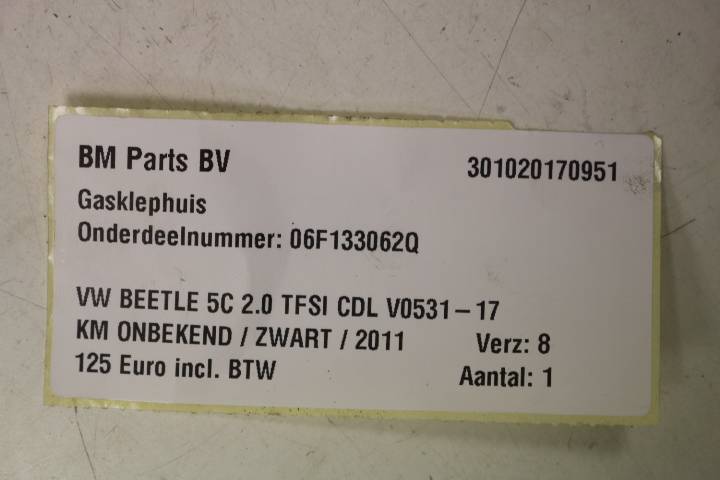 BM Parts BV 301020170951
Gasklephuis
Onderdeelnummer: 06F133062Q
VW BEETLE 5C 2.0 TFSI CDL V0531-17
KM ONBEKEND / ZWART / 2011 Verz: 8
125 Euro incl. BTW Aantal: 1